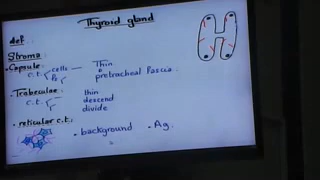 Thyroid gland
def:
Stroma:
• Capsule: cells Thin
c.t. pretracheal Fascia.
• Trabeculae: thin
c.t. descend
divide
• reticular c.t:
• background • Ag.